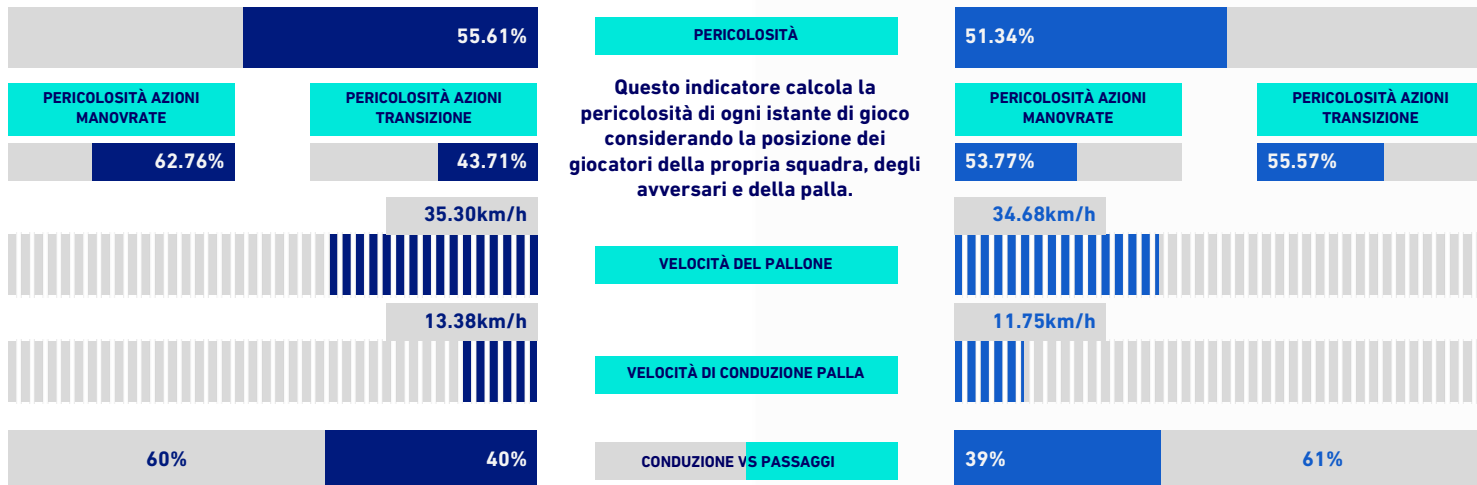 55.61%
PERICOLOSITÀ
51.34%
PERICOLOSITÀ AZIONI
MANOVRATE
PERICOLOSITÀ AZIONI
TRANSIZIONE
Questo indicatore calcola la
pericolosità di ogni istante di gioco
considerando la posizione dei
giocatori della propria squadra, degli
avversari e della palla.
PERICOLOSITÀ AZIONI
MANOVRATE
PERICOLOSITÀ AZIONI
TRANSIZIONE
62.76%
43.71%
53.77%
55.57%
35.30km/h
34.68km/h
VELOCITÀ DEL PALLONE
13.38km/h
11.75km/h
VELOCITÀ DI CONDUZIONE PALLA
60%
40%
CONDUZIONE VS PASSAGGI
39%
61%